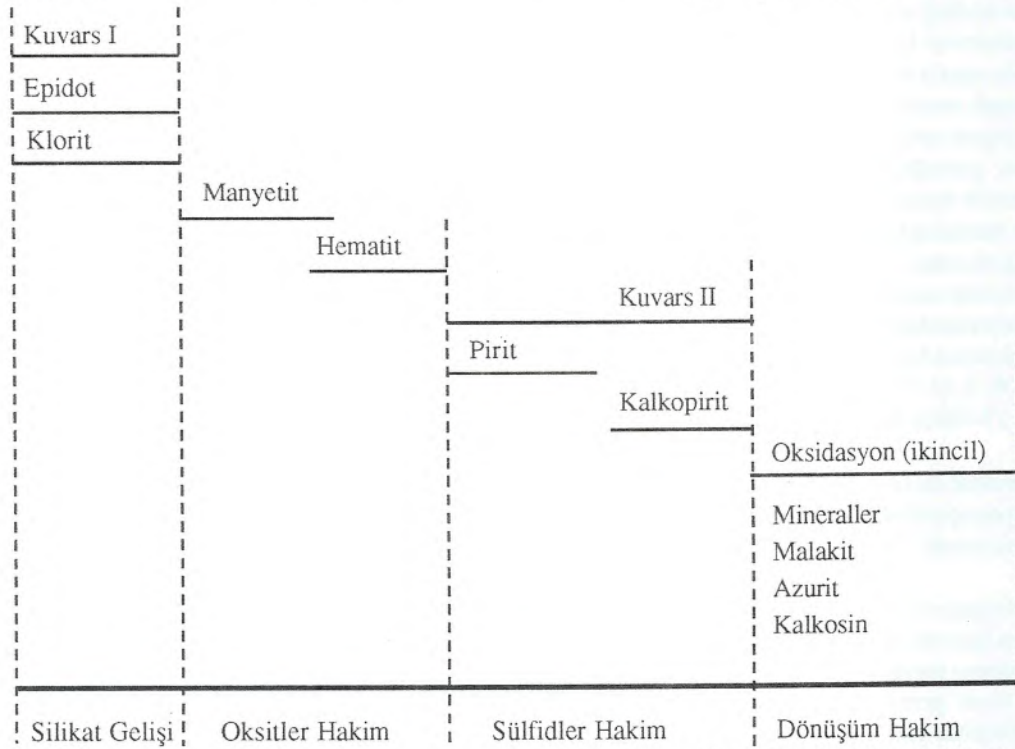 Kuvars I
Epidot
Klorit
Manyetit
Hematit
Kuvars II
Pirit
Kalkopirit
Oksidasyon (ikincil)
Mineraller
Malakit
Azurit
Kalkosin
Silikat Gelişi Oksitler Hakim Sülfidler Hakim Dönüşüm Hakim